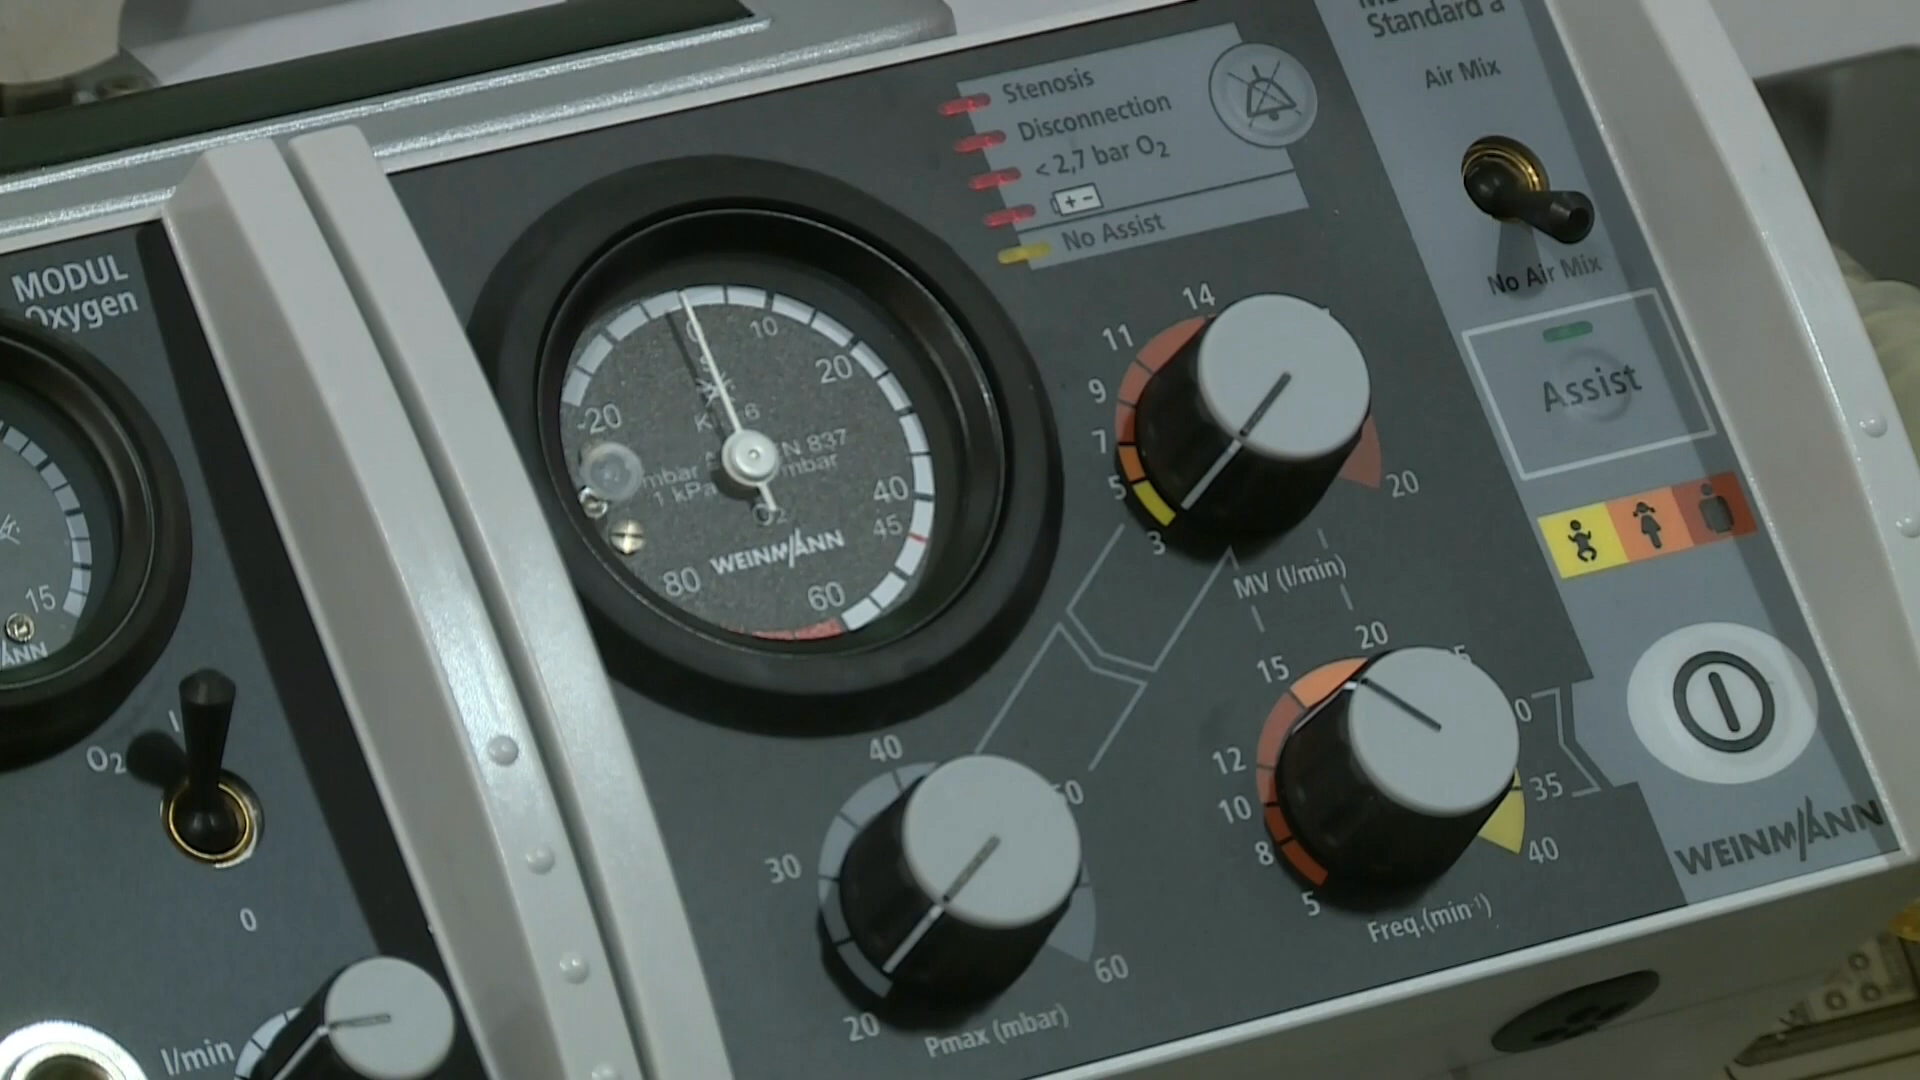 MODUL
Oxygen
15
O₂
0
l/min
Stenosis
Disconnection
< 2,7 bar O₂
+ -
No Assist
Standard a
Air Mix
No Air Mix
Assist
-20
0
10
20
40
45
60
80
1 kPa
mbar
mbar
837
O₂
WEINMANN
3
5
7
9
11
14
20
MV (l/min)
20
30
40
60
Pmax (mbar)
5
8
10
12
15
20
35
40
Freq.(min⁻¹)
WEINMANN